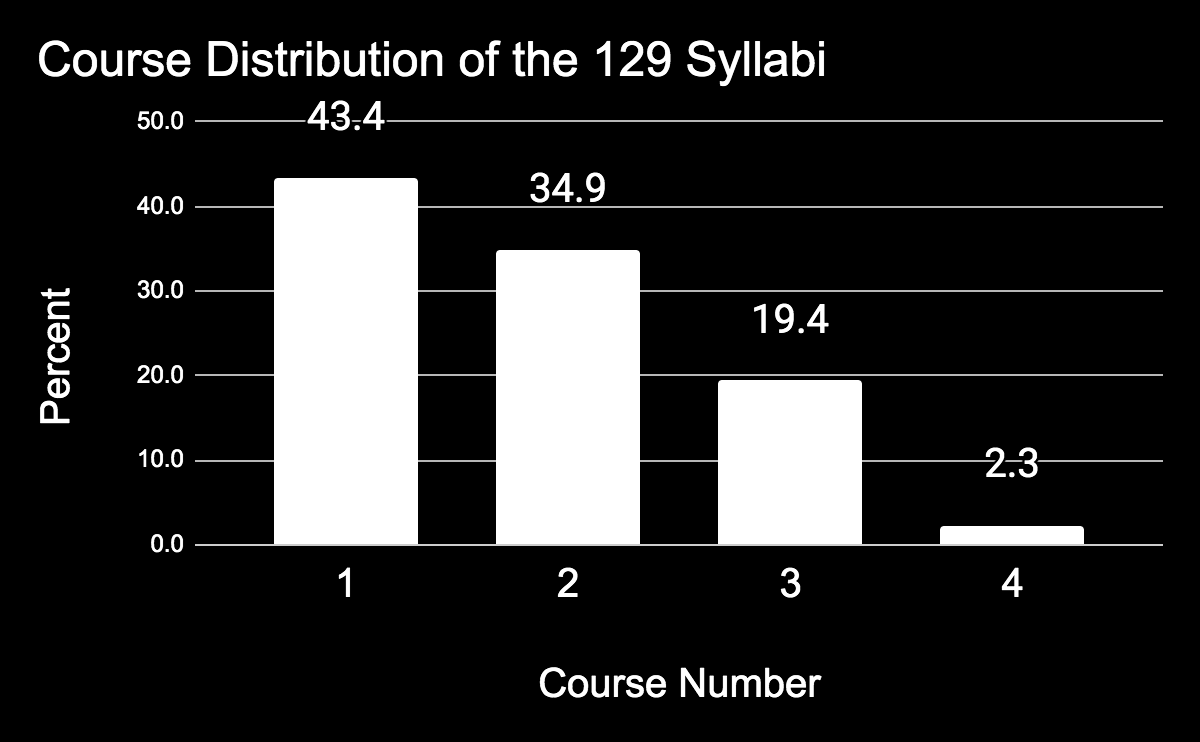 Course Distribution of the 129 Syllabi
50.0
43.4
34.9
40.0
30.0
19.4
20.0
10.0
2.3
0.0
1 2 3 4
Percent
Course Number